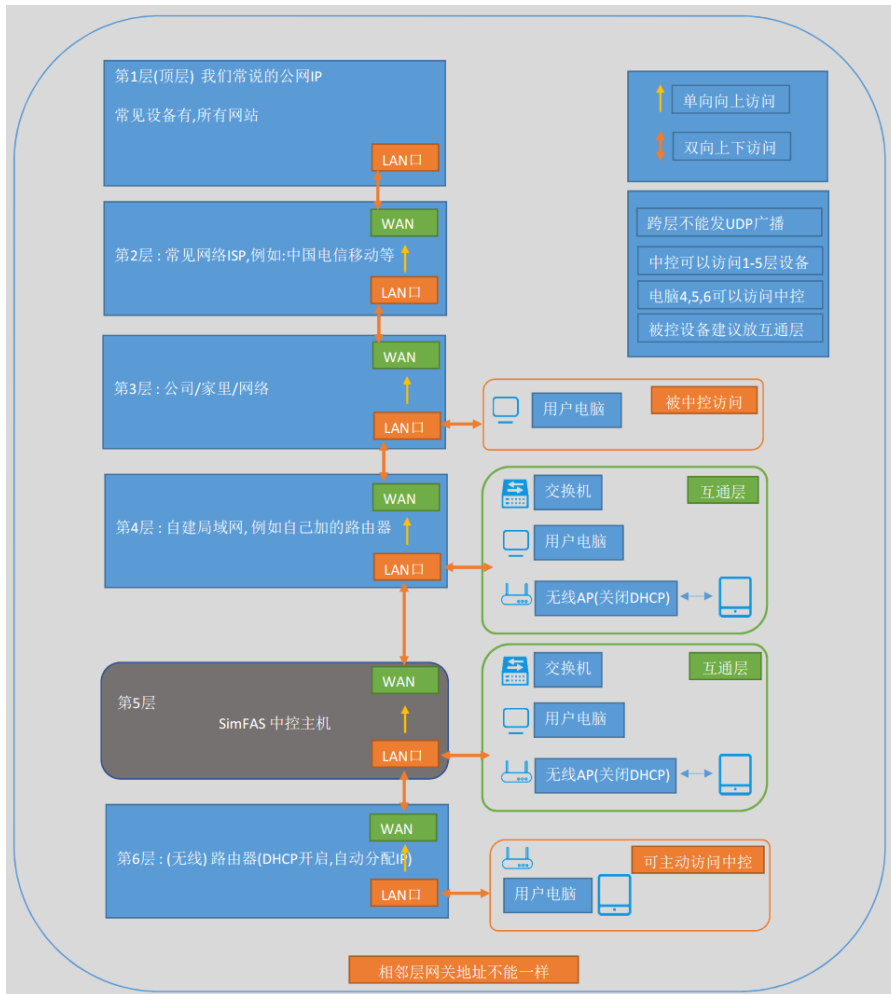 第1层(顶层) 我们常说的公网IP
常见设备有,所有网站
LAN口
单向向上访问
双向上下访问
WAN
第2层 : 常见网络ISP,例如:中国电信移动等
LAN口
跨层不能发UDP广播
中控可以访问1-5层设备
电脑4,5,6可以访问中控
被控设备建议放互通层
WAN
第3层 : 公司/家里/网络
LAN口
用户电脑
被中控访问
WAN
第4层 : 自建局域网, 例如自己加的路由器
LAN口
交换机
互通层
用户电脑
无线AP(关闭DHCP)
WAN
第5层
SimFAS 中控主机
LAN口
交换机
互通层
用户电脑
无线AP(关闭DHCP)
WAN
第6层 : (无线) 路由器(DHCP开启,自动分配IP)
LAN口
可主动访问中控
用户电脑
相邻层网关地址不能一样